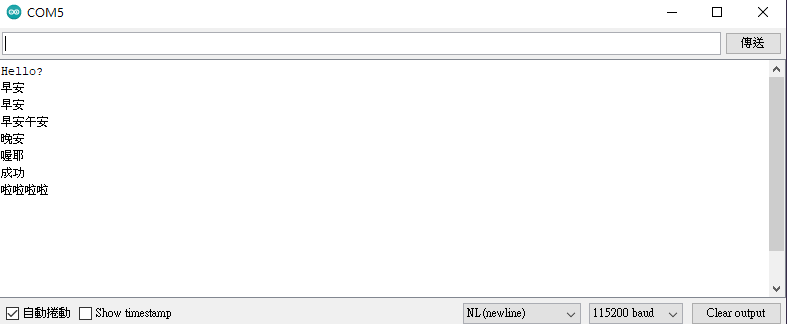 COM5
傳送
Hello?
早安
早安
早安午安
晚安
喔耶
成功
啦啦啦啦
自動捲動
Show timestamp
NL(newline)
115200 baud
Clear output